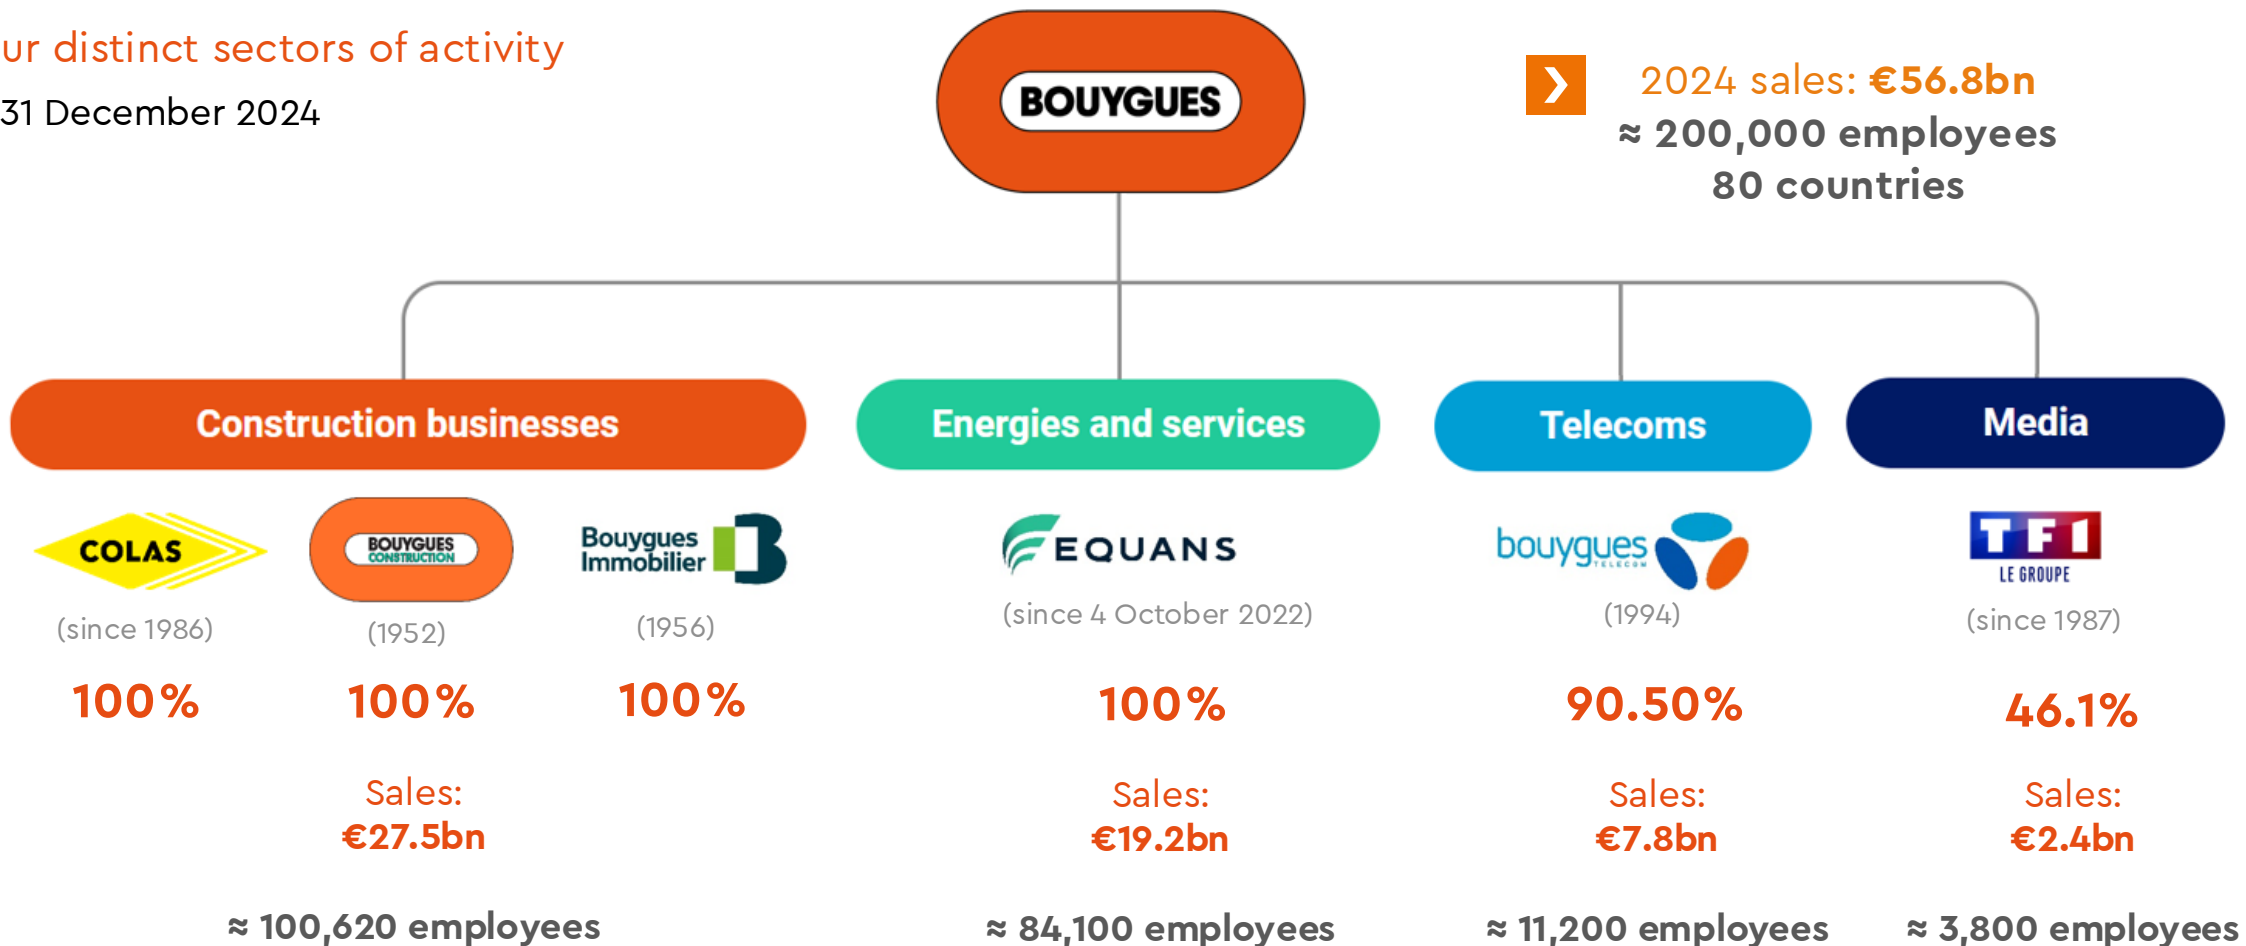 ur distinct sectors of activity
31 December 2024
BOUYGUES
2024 sales: €56.8bn
≈ 200,000 employees
80 countries
Construction businesses
Energies and services
Telecoms
Media
COLAS
BOUYGUES
CONSTRUCTION
Bouygues
Immobilier
EQUANS
bouygues
TELECOM
TF1
LE GROUPE
(since 1986)
(1952)
(1956)
(since 4 October 2022)
(1994)
(since 1987)
100%
100%
100%
100%
90.50%
46.1%
Sales:
€27.5bn
Sales:
€19.2bn
Sales:
€7.8bn
Sales:
€2.4bn
≈ 100,620 employees
≈ 84,100 employees
≈ 11,200 employees
≈ 3,800 employees